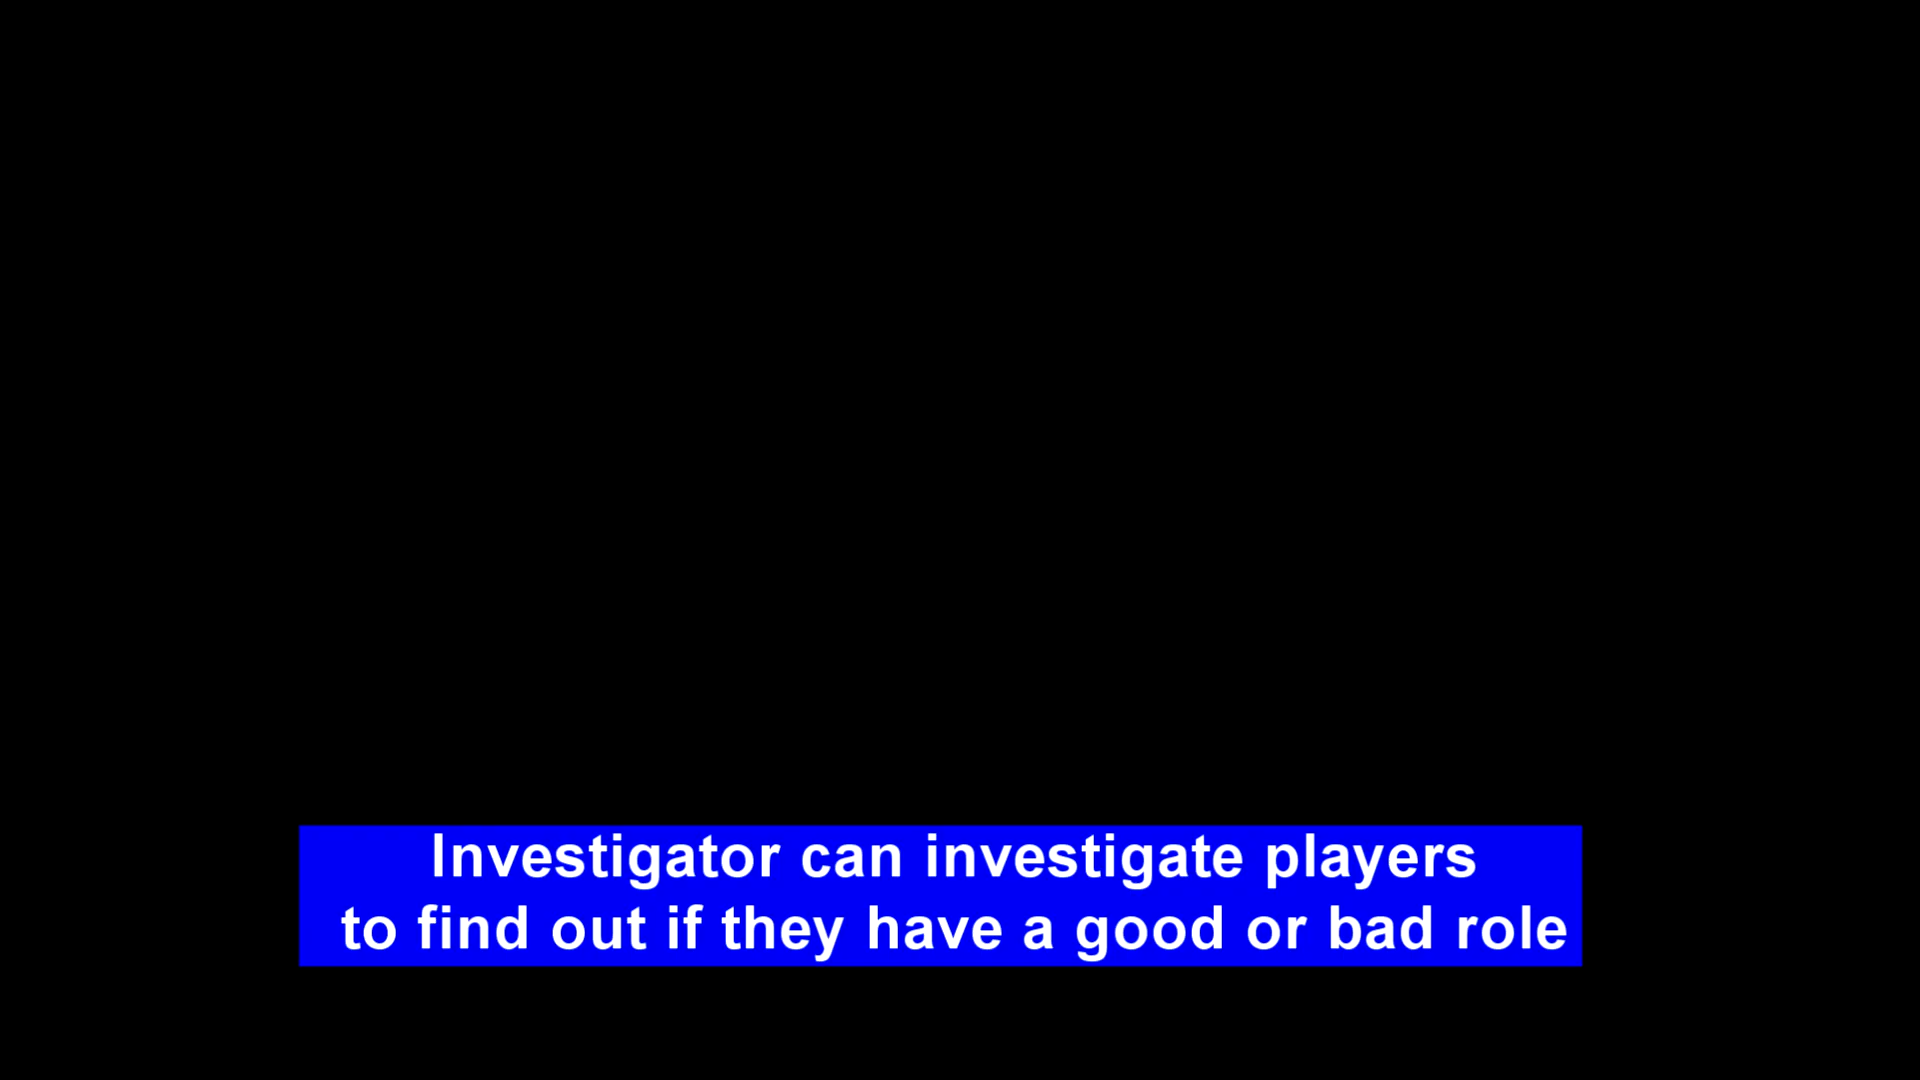 Investigator can investigate players
to find out if they have a good or bad role